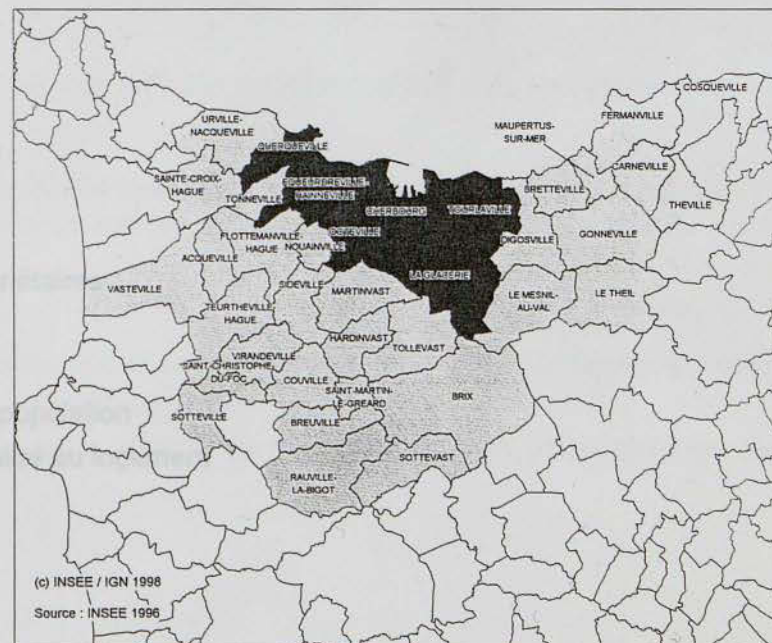 COSQUEVILLE
FERMANVILLE
URVILLE-
NACQUEVILLE
MAUPERTUS-
SUR-MER
QUERQUEVILLE
CARNEVILLE
SAINTE-CROIX-
HAGUE
EQUEURDREVILLE-
HAINNEVILLE
BRETTEVILLE
TONNEVILLE
THEVILLE
CHERBOURG
TOURLAVILLE
FLOTTEMANVILLE-
HAGUE
OCTEVILLE
GONNEVILLE
NOUAINVILLE
DIGOSVILLE
ACQUEVILLE
LA GLACERIE
VASTEVILLE
SIDEVILLE
MARTINVAST
LE MESNIL-
AU-VAL
LE THEIL
TEURTHEVILLE
HAGUE
HARDINVAST
TOLLEVAST
VIRANDEVILLE
SAINT-CHRISTOPHE-
DU-FOC
COUVILLE
SAINT-MARTIN-
LE-GREARD
BRIX
SOTTEVILLE
BREUVILLE
SOTTEVAST
RAUVILLE-
LA-BIGOT
(c) INSEE / IGN 1998
Source : INSEE 1996